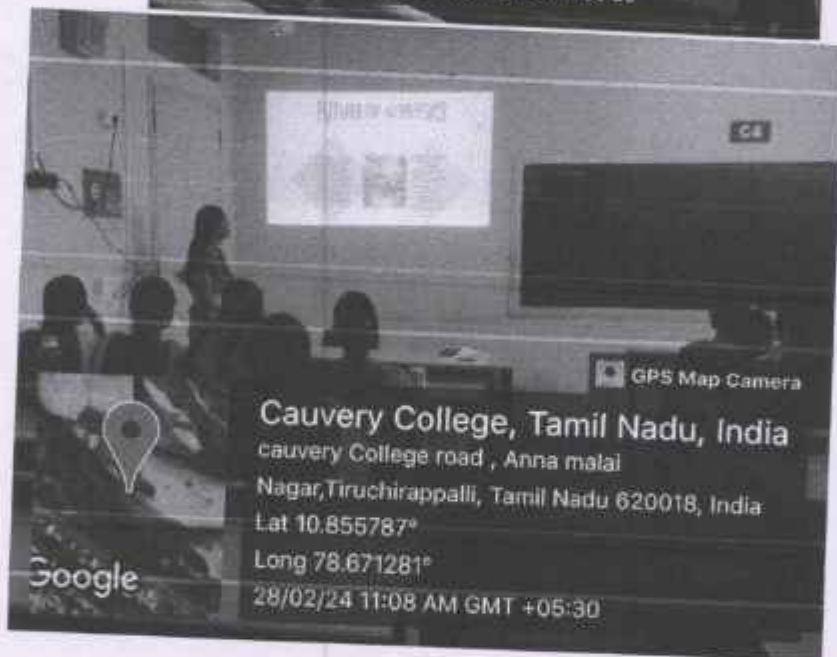 C4
GPS Map Camera
Cauvery College, Tamil Nadu, India
cauvery College road , Anna malai
Nagar,Tiruchirappalli, Tamil Nadu 620018, India
Lat 10.855787°
Long 78.671281°
28/02/24 11:08 AM GMT +05:30
Google